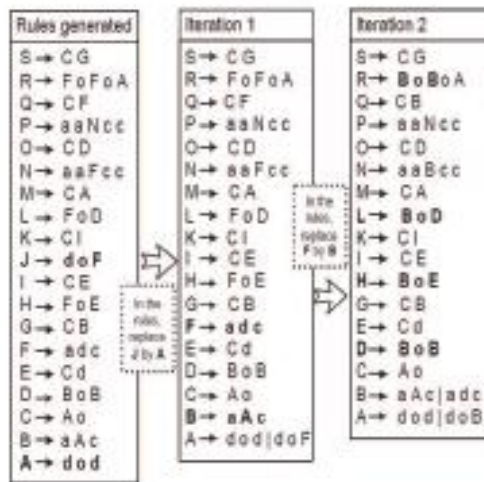 Rules generated
S→ CG
R→ FoFoA
Q→ CF
P→ aaNcc
O→ CD
N→ aaFcc
M→ CA
L→ FoD
K→ CI
J→ doF
I→ CE
H→ FoE
G→ CB
F→ adc
E→ Cd
D→ BoB
C→ Ao
B→ aAc
A→ dod
In the
rules,
replace
J by A
Iteration 1
S→ CG
R→ FoFoA
Q→ CF
P→ aaNcc
O→ CD
N→ aaFcc
M→ CA
L→ FoD
K→ CI
I→ CE
H→ FoE
G→ CB
F→ adc
E→ Cd
D→ BoB
C→ Ao
B→ aAc
A→ dod|doF
In the
rules,
replace
F by B
Iteration 2
S→ CG
R→ BoBoA
Q→ CB
P→ aaNcc
O→ CD
N→ aaBcc
M→ CA
L→ BoD
K→ CI
I→ CE
H→ BoE
G→ CB
E→ Cd
D→ BoB
C→ Ao
B→ aAc|adc
A→ dod|doB